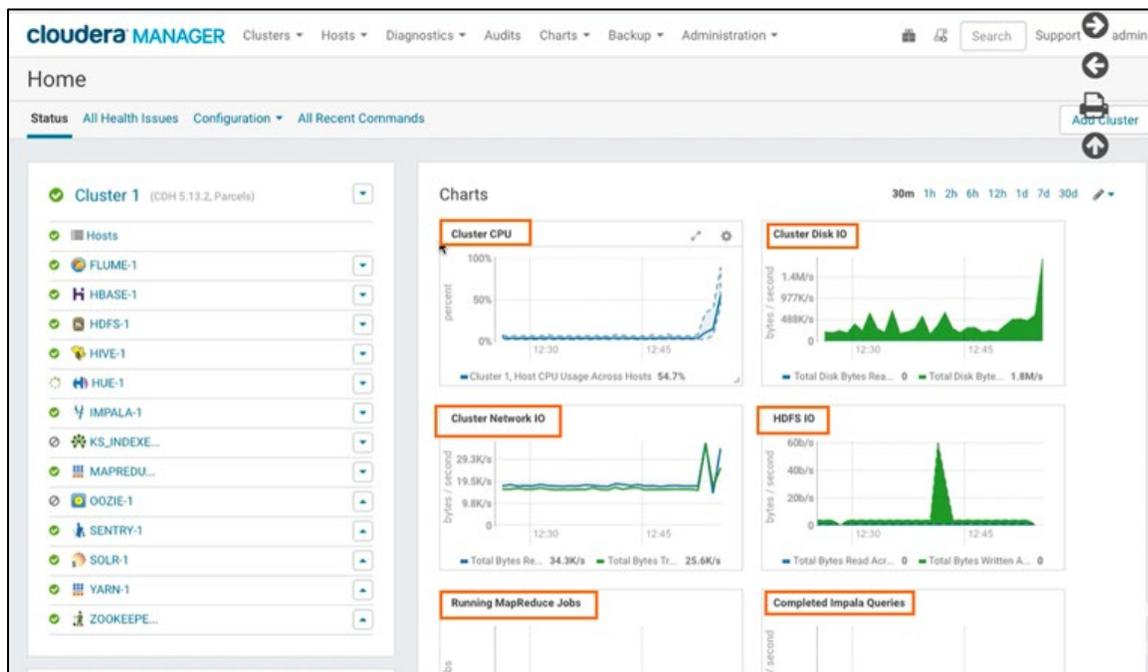 cloudera MANAGER Clusters Hosts Diagnostics Audits Charts Backup Administration Search Support admin
Home
Status All Health Issues Configuration All Recent Commands Add Cluster
Cluster 1 (CDH 5.13.2, Parcels)
Hosts
FLUME-1
HBASE-1
HDFS-1
HIVE-1
HUE-1
IMPALA-1
KS_INDEXE...
MAPREDU...
OOZIE-1
SENTRY-1
SOLR-1
YARN-1
ZOOKEEPE...
Charts 30m 1h 2h 6h 12h 1d 7d 30d
Cluster CPU
percent
100%
50%
0%
12:30 12:45
Cluster 1, Host CPU Usage Across Hosts 54.7%
Cluster Disk IO
bytes / second
1.4M/s
977K/s
488K/s
0
12:30 12:45
Total Disk Bytes Rea... 0 Total Disk Byte... 1.8M/s
Cluster Network IO
bytes / second
29.3K/s
19.5K/s
9.8K/s
0
12:30 12:45
Total Bytes Re... 34.3K/s Total Bytes Tr... 25.6K/s
HDFS IO
bytes / second
60b/s
40b/s
20b/s
0
12:30 12:45
Total Bytes Read Acr... 0 Total Bytes Written A... 0
Running MapReduce Jobs
Completed Impala Queries